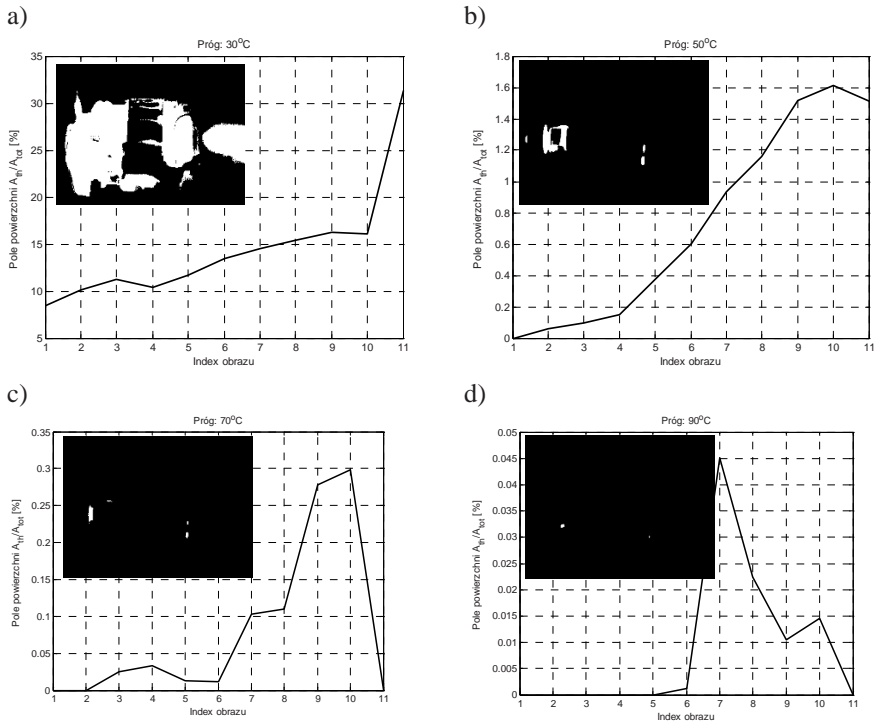 a)
Próg: 30°C
Pole powierzchni A_th/A_tot [%]
35
30
25
20
15
10
5
1 2 3 4 5 6 7 8 9 10 11
Index obrazu
b)
Próg: 50°C
Pole powierzchni A_th/A_tot [%]
1.8
1.6
1.4
1.2
1
0.8
0.6
0.4
0.2
0
1 2 3 4 5 6 7 8 9 10 11
Index obrazu
c)
Próg: 70°C
Pole powierzchni A_th/A_tot [%]
0.35
0.3
0.25
0.2
0.15
0.1
0.05
0
1 2 3 4 5 6 7 8 9 10 11
Index obrazu
d)
Próg: 90°C
Pole powierzchni A_th/A_tot [%]
0.05
0.045
0.04
0.035
0.03
0.025
0.02
0.015
0.01
0.005
0
1 2 3 4 5 6 7 8 9 10 11
Index obrazu